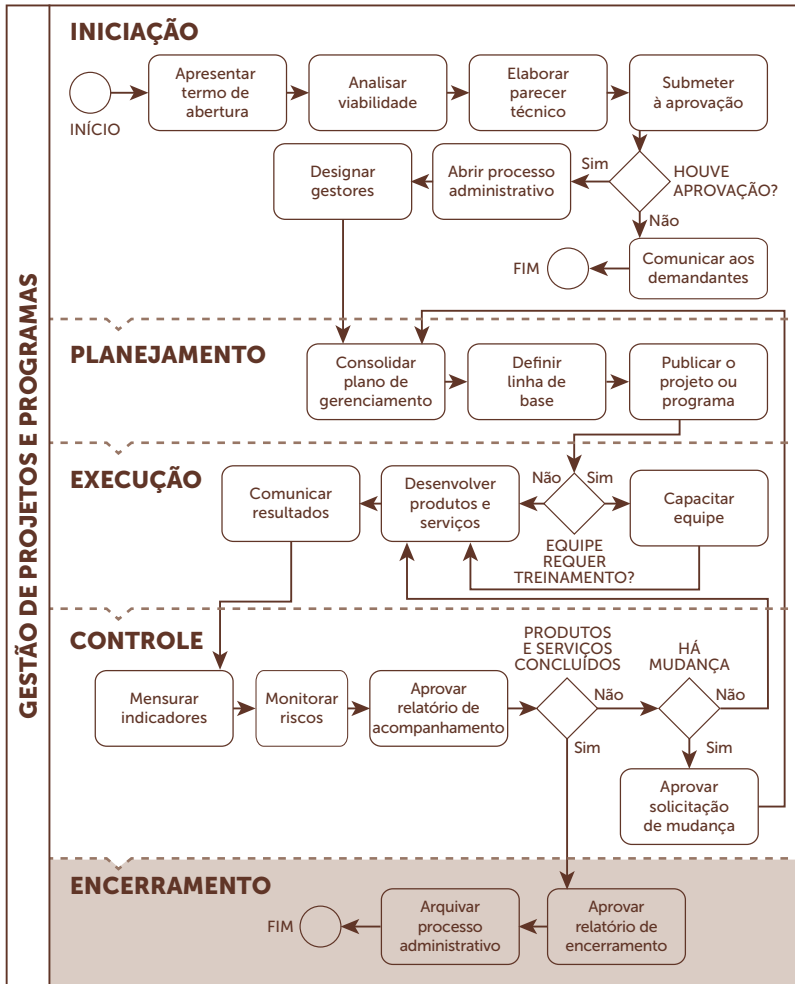 GESTÃO DE PROJETOS E PROGRAMAS
INICIAÇÃO
INÍCIO
Apresentar
termo de
abertura
Analisar
viabilidade
Elaborar
parecer
técnico
Submeter
à aprovação
HOUVE
APROVAÇÃO?
Sim
Não
Abrir processo
administrativo
Designar
gestores
Comunicar aos
demandantes
FIM
PLANEJAMENTO
Consolidar
plano de
gerenciamento
Definir
linha de
base
Publicar o
projeto ou
programa
EXECUÇÃO
Comunicar
resultados
Desenvolver
produtos e
serviços
Não
Sim
EQUIPE
REQUER
TREINAMENTO?
Capacitar
equipe
CONTROLE
Mensurar
indicadores
Monitorar
riscos
Aprovar
relatório de
acompanhamento
PRODUTOS
E SERVIÇOS
CONCLUÍDOS
Não
Sim
HÁ
MUDANÇA
Não
Sim
Aprovar
solicitação
de mudança
ENCERRAMENTO
FIM
Arquivar
processo
administrativo
Aprovar
relatório de
encerramento